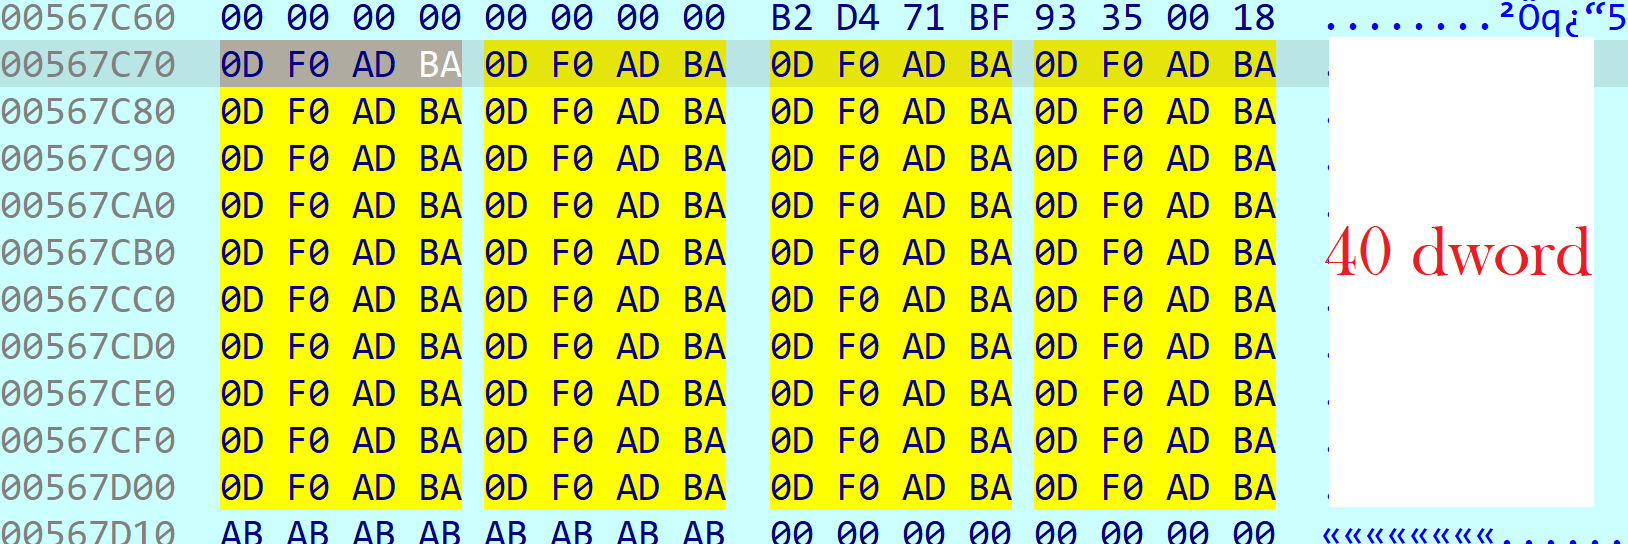 00567C60 00 00 00 00 00 00 00 00 B2 D4 71 BF 93 35 00 18 ........²Ôq¿“5
00567C70 0D F0 AD BA 0D F0 AD BA 0D F0 AD BA 0D F0 AD BA .
00567C80 0D F0 AD BA 0D F0 AD BA 0D F0 AD BA 0D F0 AD BA .
00567C90 0D F0 AD BA 0D F0 AD BA 0D F0 AD BA 0D F0 AD BA .
00567CA0 0D F0 AD BA 0D F0 AD BA 0D F0 AD BA 0D F0 AD BA .
00567CB0 0D F0 AD BA 0D F0 AD BA 0D F0 AD BA 0D F0 AD BA 40 dword
00567CC0 0D F0 AD BA 0D F0 AD BA 0D F0 AD BA 0D F0 AD BA .
00567CD0 0D F0 AD BA 0D F0 AD BA 0D F0 AD BA 0D F0 AD BA .
00567CE0 0D F0 AD BA 0D F0 AD BA 0D F0 AD BA 0D F0 AD BA .
00567CF0 0D F0 AD BA 0D F0 AD BA 0D F0 AD BA 0D F0 AD BA .
00567D00 0D F0 AD BA 0D F0 AD BA 0D F0 AD BA 0D F0 AD BA .
00567D10 AB AB AB AB AB AB AB AB 00 00 00 00 00 00 00 00 ««««««««......